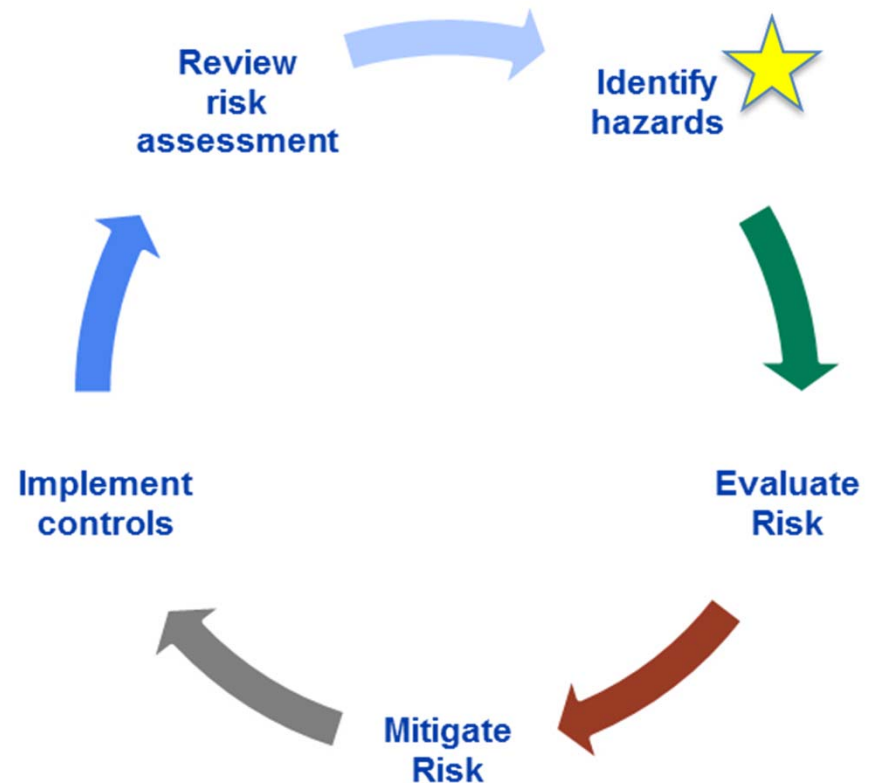 Review
risk
assessment
Identify
hazards
Evaluate
Risk
Mitigate
Risk
Implement
controls